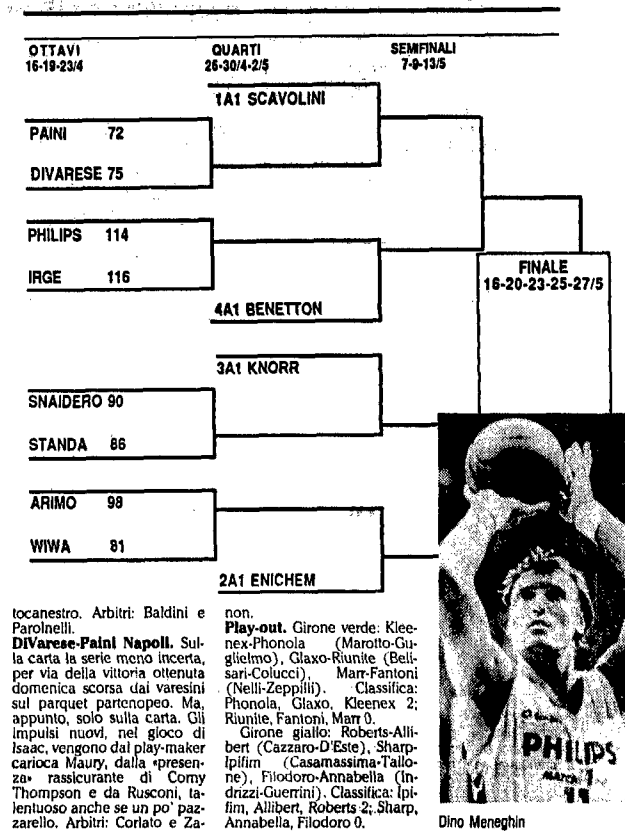 OTTAVI
16-19-23/4
QUARTI
26-30/4-2/5
SEMIFINALI
7-9-13/5
1A1 SCAVOLINI
PAINI 72
DIVARESE 75
PHILIPS 114
IRGE 116
4A1 BENETTON
FINALE
16-20-23-25-27/5
3A1 KNORR
SNAIDERO 90
STANDA 86
ARIMO 98
WIWA 81
2A1 ENICHEM
tocanestro. Arbitri: Baldini e
Parolnelli.
DiVarese-Paini Napoli. Sul-
la carta la serie meno incerta,
per via della vittoria ottenuta
domenica scorsa dai varesini
sul parquet partenopeo. Ma,
appunto, solo sulla carta. Gli
impulsi nuovi, nel gioco di
Isaac, vengono dal play-maker
carioca Maury, dalla «presen-
za» rassicurante di Corny
Thompson e da Rusconi, ta-
lentuoso anche se un po' paz-
zarello. Arbitri: Corlato e Za-
non.
Play-out. Girone verde: Klee-
nex-Phonola (Marotto-Gu-
glielmo), Glaxo-Riunite (Beli-
sari-Colucci), Marr-Fantoni
(Nelli-Zeppilli). Classifica:
Phonola, Glaxo, Kleenex 2;
Riunite, Fantoni, Marr 0.
Girone giallo: Roberts-Alli-
bert (Cazzaro-D'Este), Sharp-
Ipifim (Casamassima-Tallo-
ne), Filodoro-Annabella (In-
drizzi-Guerrini). Classifica: Ipi-
fim, Allibert, Roberts 2; Sharp,
Annabella, Filodoro 0.
PHILIPS
Dino Meneghin